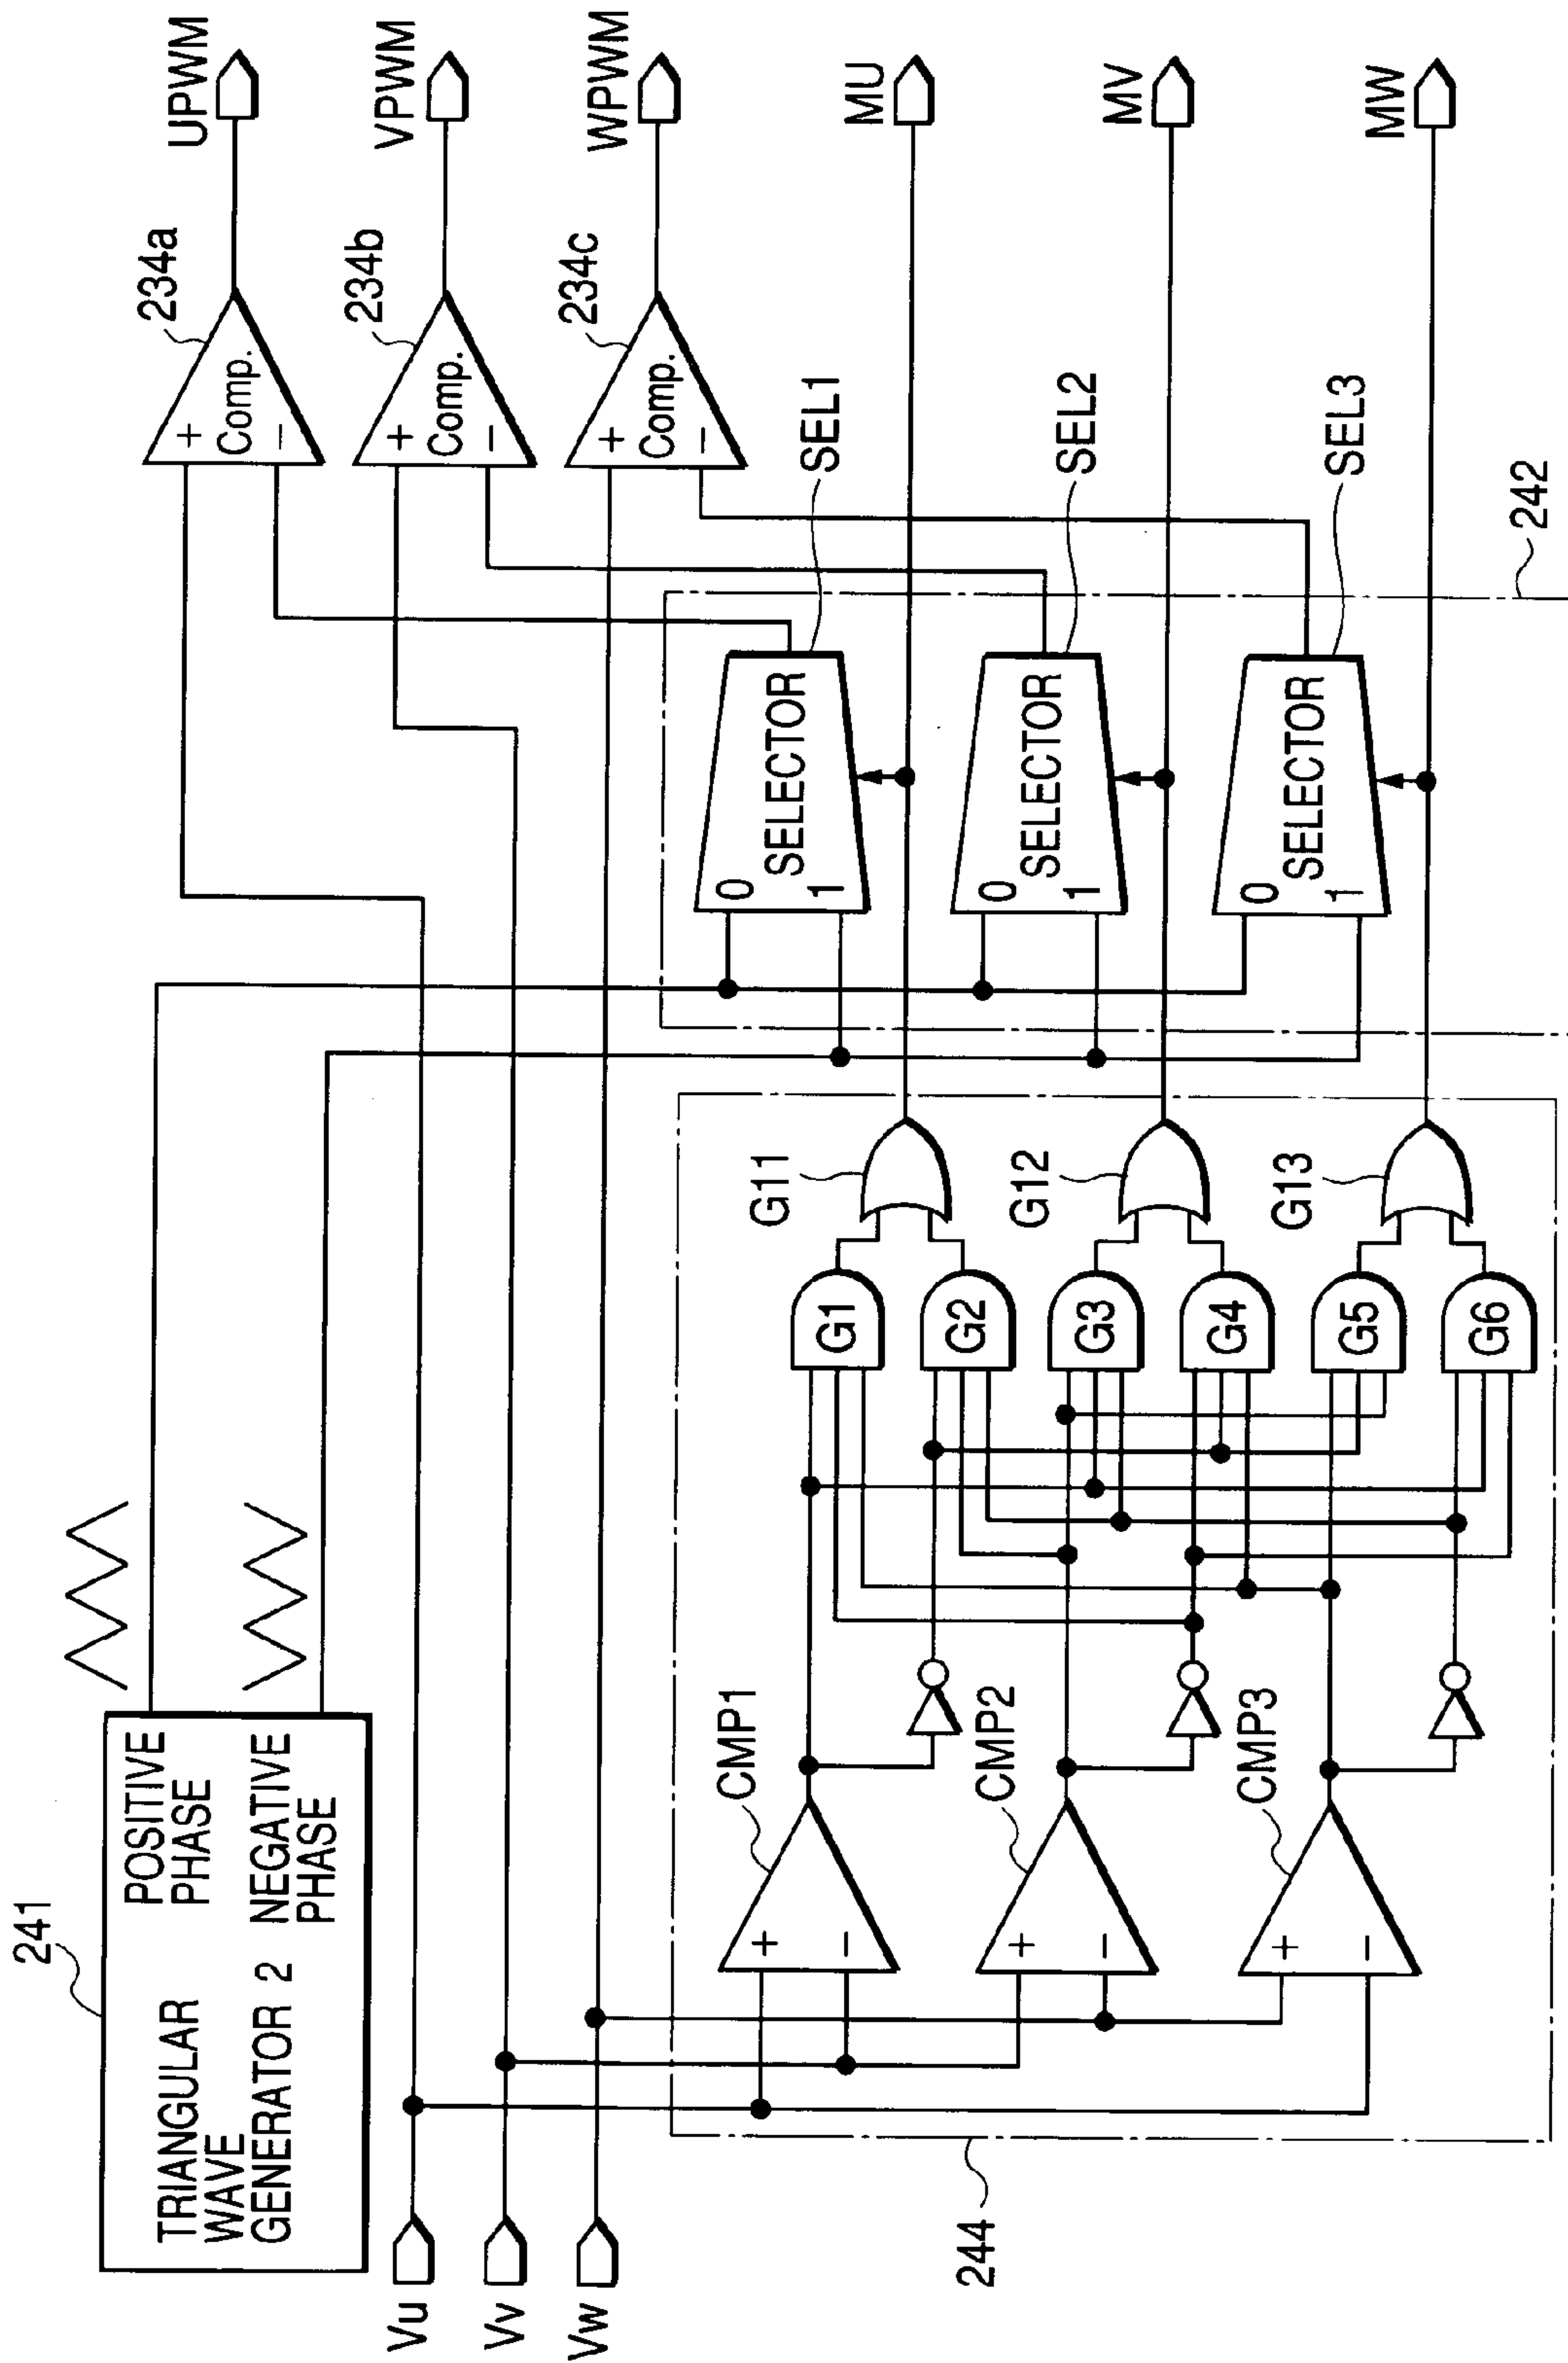 241
TRIANGULAR
WAVE
GENERATOR 2
POSITIVE
PHASE
NEGATIVE
PHASE
Vu
Vv
Vw
234a
+
Comp.
−
UPWM
234b
+
Comp.
−
VPWM
234c
+
Comp.
−
WPWM
244
CMP1
+
−
CMP2
+
−
CMP3
+
−
G1
G2
G3
G4
G5
G6
G11
G12
G13
0
SELECTOR
1
SEL1
0
SELECTOR
1
SEL2
0
SELECTOR
1
SEL3
242
MU
MV
MW